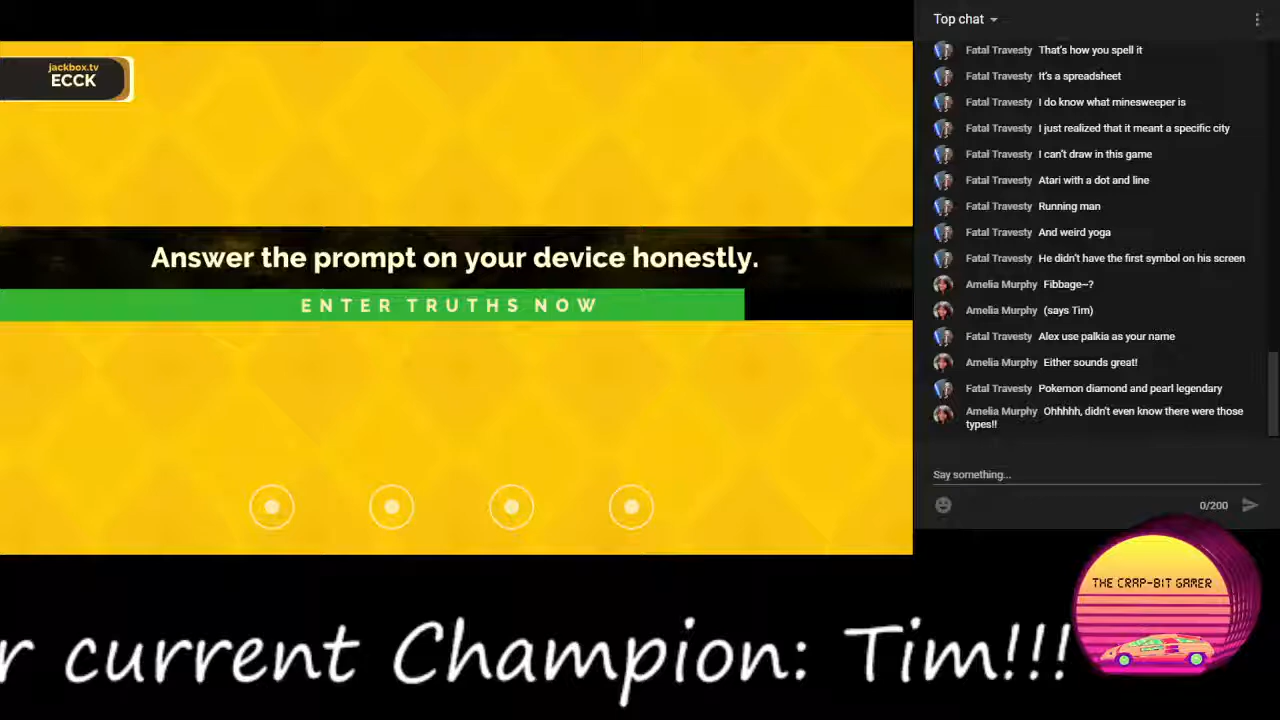 jackbox.tv
ECCK
Answer the prompt on your device honestly.
ENTER TRUTHS NOW
Top chat
Fatal Travesty That's how you spell it
Fatal Travesty It's a spreadsheet
Fatal Travesty I do know what minesweeper is
Fatal Travesty I just realized that it meant a specific city
Fatal Travesty I can't draw in this game
Fatal Travesty Atari with a dot and line
Fatal Travesty Running man
Fatal Travesty And weird yoga
Fatal Travesty He didn't have the first symbol on his screen
Amelia Murphy Fibbage~?
Amelia Murphy (says Tim)
Fatal Travesty Alex use palkia as your name
Amelia Murphy Either sounds great!
Fatal Travesty Pokemon diamond and pearl legendary
Amelia Murphy Ohhhhh, didn't even know there were those
types!!
Say something...
0/200
THE CRAP-BIT GAMER
r current Champion: Tim!!!